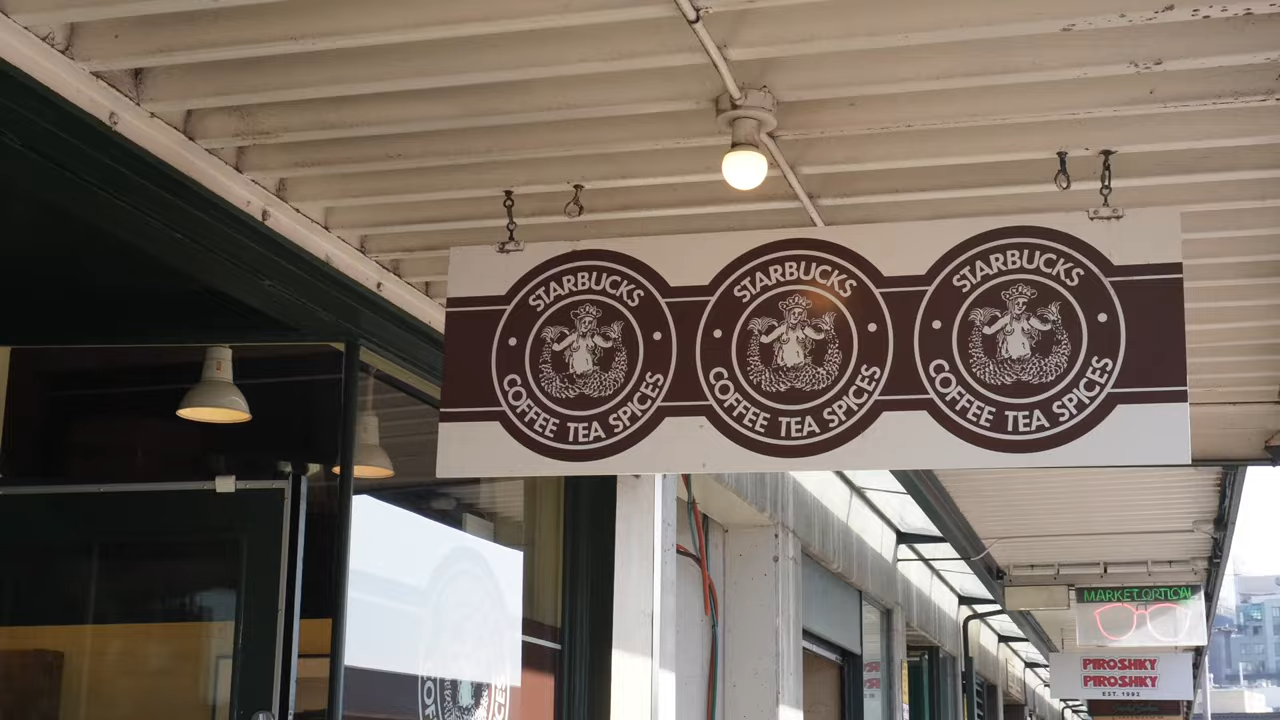 STARBUCKS
COFFEE TEA SPICES
STARBUCKS
COFFEE TEA SPICES
STARBUCKS
COFFEE TEA SPICES
MARKET OPTICAL
PIROSHKY
PIROSHKY
EST. 1992